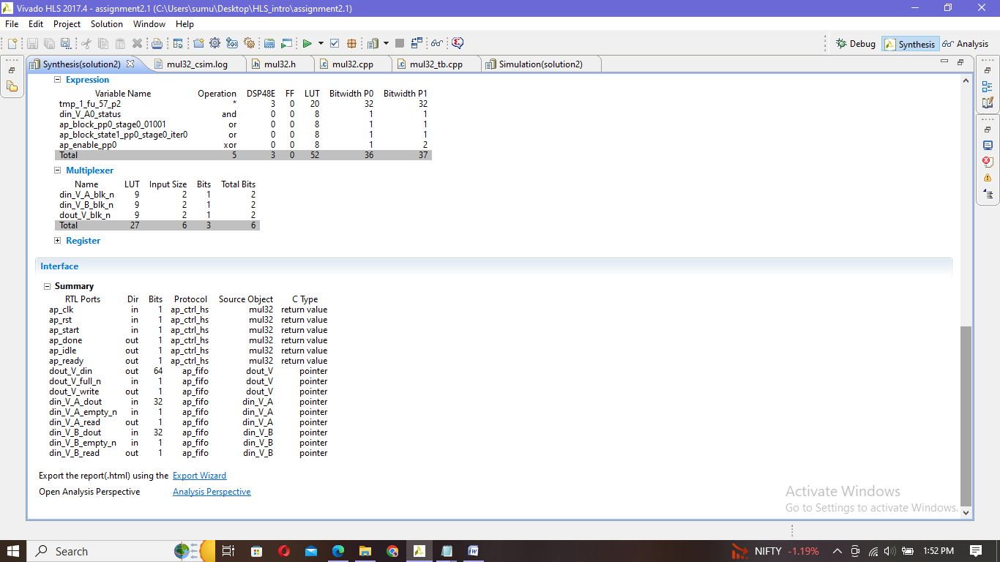 Vivado HLS 2017.4 - assignment2.1 (C:\Users\sumu\Desktop\HLS_intro\assignment2.1)
File Edit Project Solution Window Help
Debug Synthesis Analysis
Synthesis(solution2) mul32_csim.log mul32.h mul32.cpp mul32_tb.cpp Simulation(solution2)
Expression
Variable Name Operation DSP48E FF LUT Bitwidth P0 Bitwidth P1
tmp_1_fu_57_p2 * 3 0 20 32 32
din_V_A0_status and 0 0 8 1 1
ap_block_pp0_stage0_01001 or 0 0 8 1 1
ap_block_state1_pp0_stage0_iter0 or 0 0 8 1 1
ap_enable_pp0 xor 0 0 8 1 2
Total 5 3 0 52 36 37
Multiplexer
Name LUT Input Size Bits Total Bits
din_V_A_blk_n 9 2 1 2
din_V_B_blk_n 9 2 1 2
dout_V_blk_n 9 2 1 2
Total 27 6 3 6
Register
Interface
Summary
RTL Ports Dir Bits Protocol Source Object C Type
ap_clk in 1 ap_ctrl_hs mul32 return value
ap_rst in 1 ap_ctrl_hs mul32 return value
ap_start in 1 ap_ctrl_hs mul32 return value
ap_done out 1 ap_ctrl_hs mul32 return value
ap_idle out 1 ap_ctrl_hs mul32 return value
ap_ready out 1 ap_ctrl_hs mul32 return value
dout_V_din out 64 ap_fifo dout_V pointer
dout_V_full_n in 1 ap_fifo dout_V pointer
dout_V_write out 1 ap_fifo dout_V pointer
din_V_A_dout in 32 ap_fifo din_V_A pointer
din_V_A_empty_n in 1 ap_fifo din_V_A pointer
din_V_A_read out 1 ap_fifo din_V_A pointer
din_V_B_dout in 32 ap_fifo din_V_B pointer
din_V_B_empty_n in 1 ap_fifo din_V_B pointer
din_V_B_read out 1 ap_fifo din_V_B pointer
Export the report(.html) using the Export Wizard
Open Analysis Perspective Analysis Perspective
Activate Windows
Go to Settings to activate Windows.
Search NIFTY -1.19% 1:52 PM